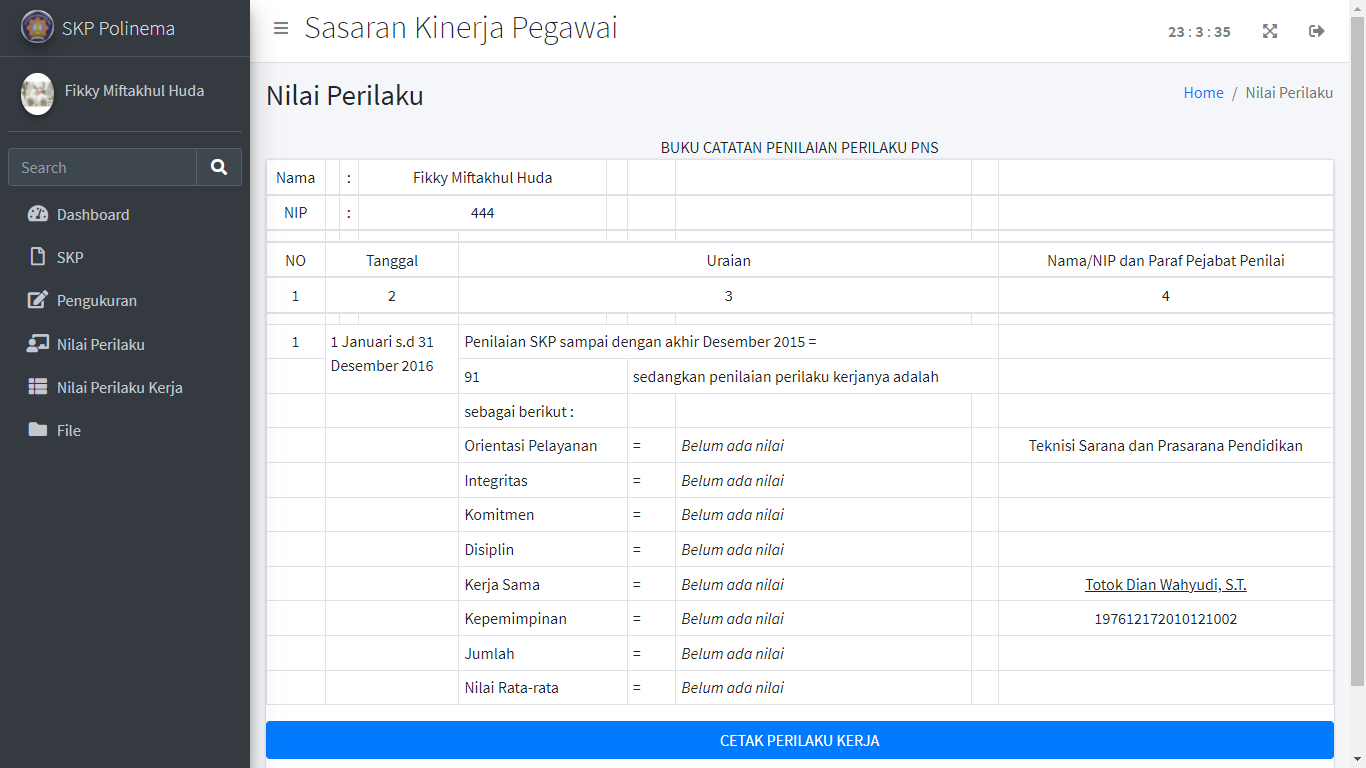 SKP Polinema
Sasaran Kinerja Pegawai
23 : 3 : 35
Fikky Miftakhul Huda
Search
Dashboard
SKP
Pengukuran
Nilai Perilaku
Nilai Perilaku Kerja
File
Nilai Perilaku
Home / Nilai Perilaku
BUKU CATATAN PENILAIAN PERILAKU PNS
Nama : Fikky Miftakhul Huda
NIP : 444
NO Tanggal Uraian Nama/NIP dan Paraf Pejabat Penilai
1 2 3 4
1 1 Januari s.d 31 Penilaian SKP sampai dengan akhir Desember 2015 =
Desember 2016
91 sedangkan penilaian perilaku kerjanya adalah
sebagai berikut :
Orientasi Pelayanan = Belum ada nilai Teknisi Sarana dan Prasarana Pendidikan
Integritas = Belum ada nilai
Komitmen = Belum ada nilai
Disiplin = Belum ada nilai
Kerja Sama = Belum ada nilai Totok Dian Wahyudi, S.T.
Kepemimpinan = Belum ada nilai 197612172010121002
Jumlah = Belum ada nilai
Nilai Rata-rata = Belum ada nilai
CETAK PERILAKU KERJA